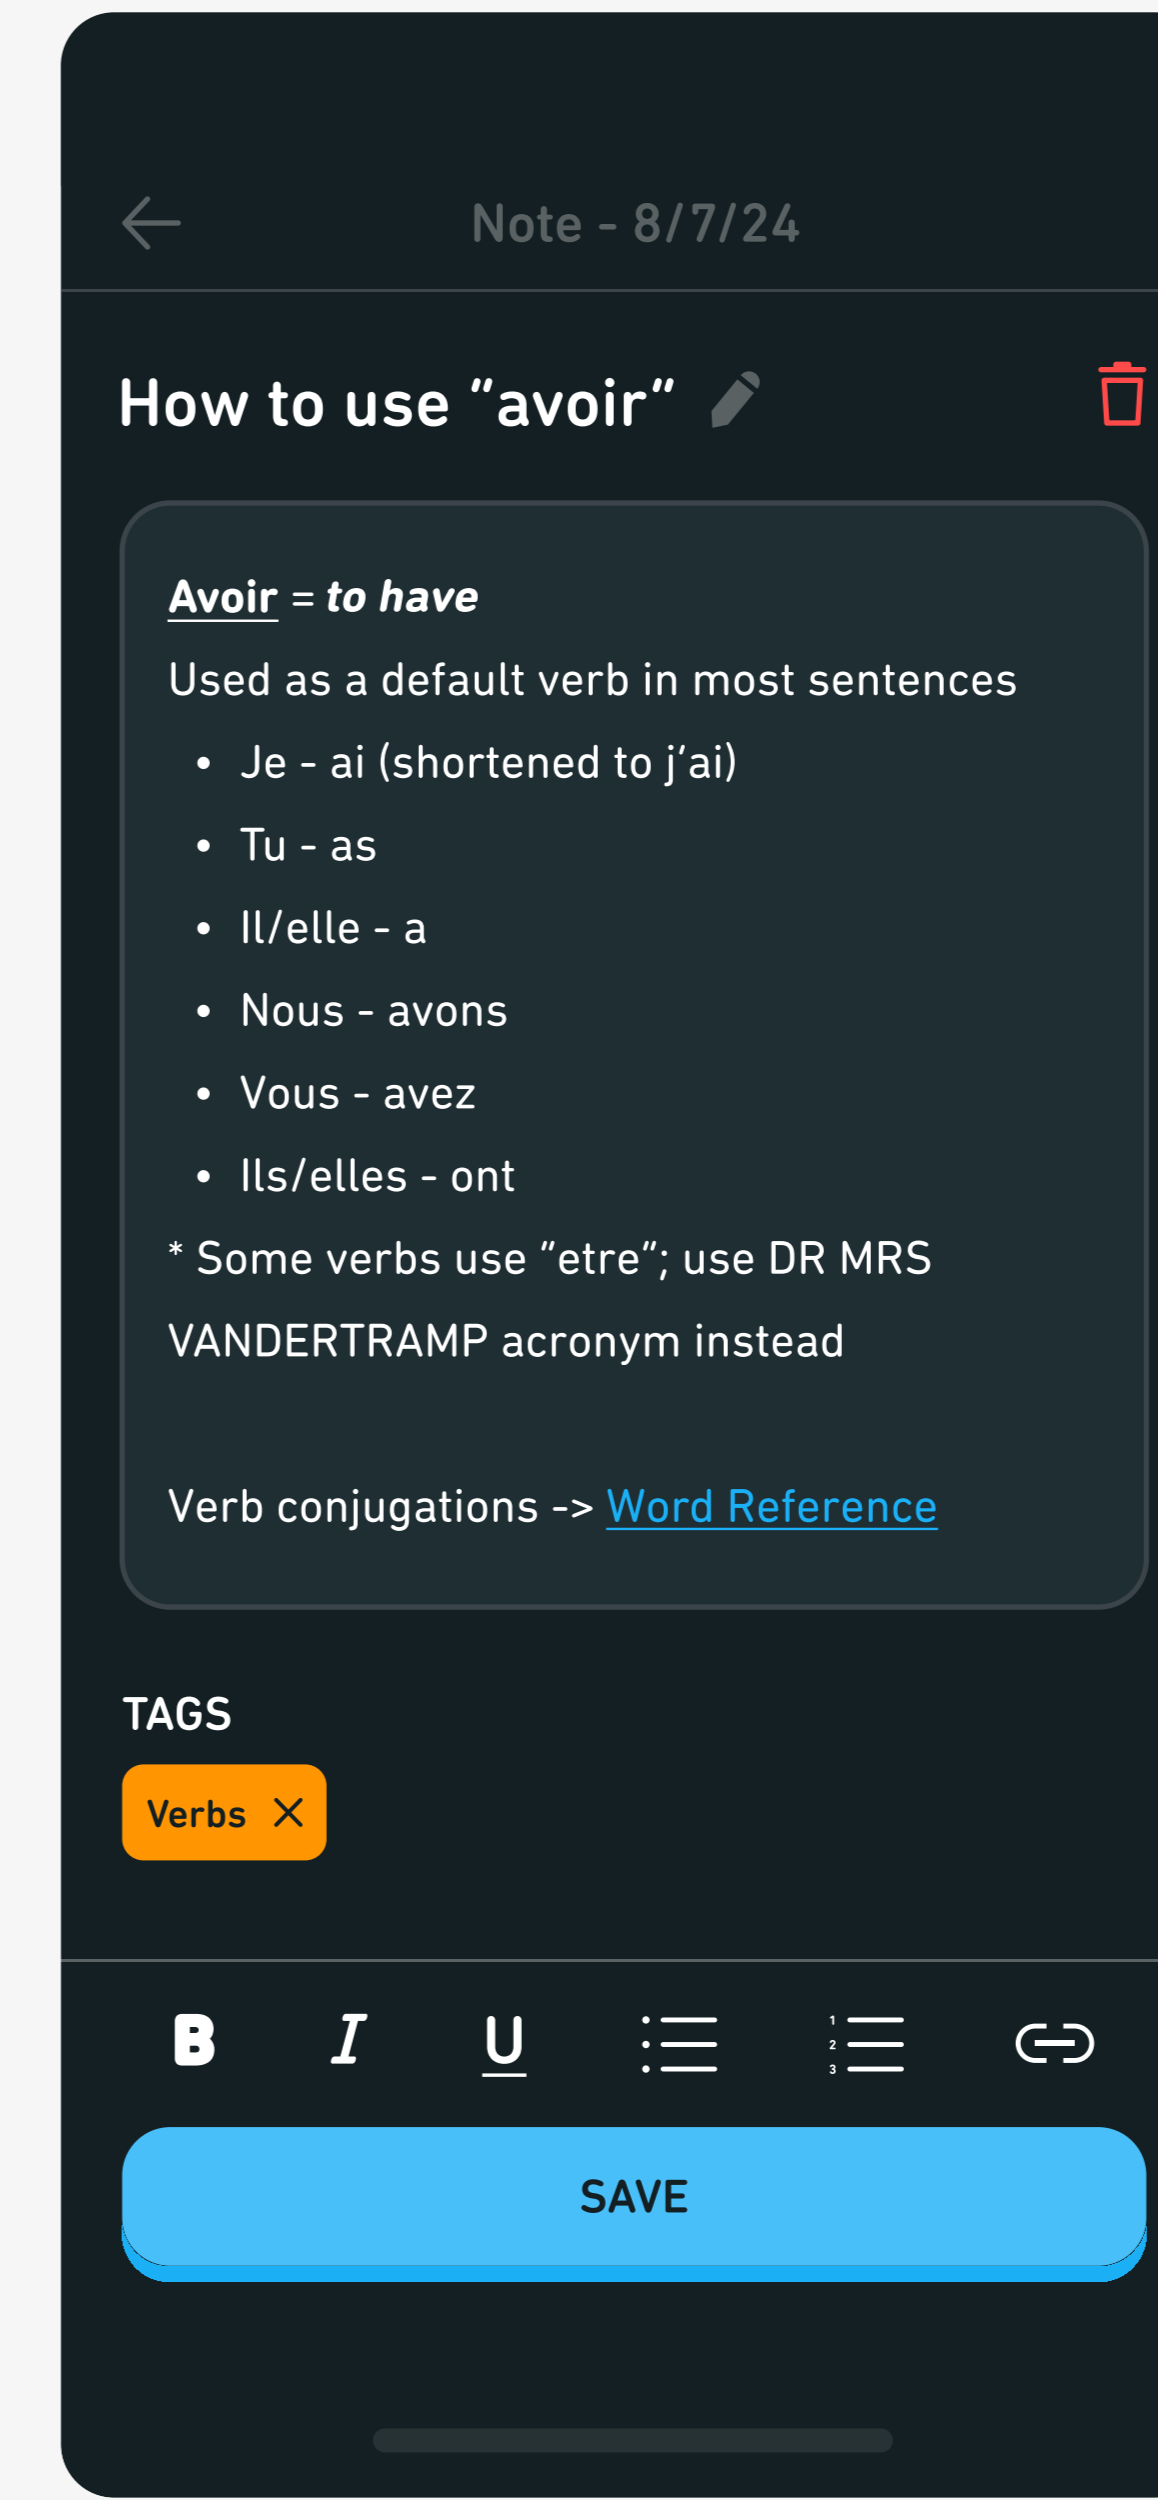 Note - 8/7/24
How to use "avoir"
Avoir = to have
Used as a default verb in most sentences
• Je - ai (shortened to j'ai)
• Tu - as
• Il/elle - a
• Nous - avons
• Vous - avez
• Ils/elles - ont
* Some verbs use "etre"; use DR MRS
VANDERTRAMP acronym instead
Verb conjugations -> Word Reference
TAGS
Verbs
B I U 1 2 3
SAVE